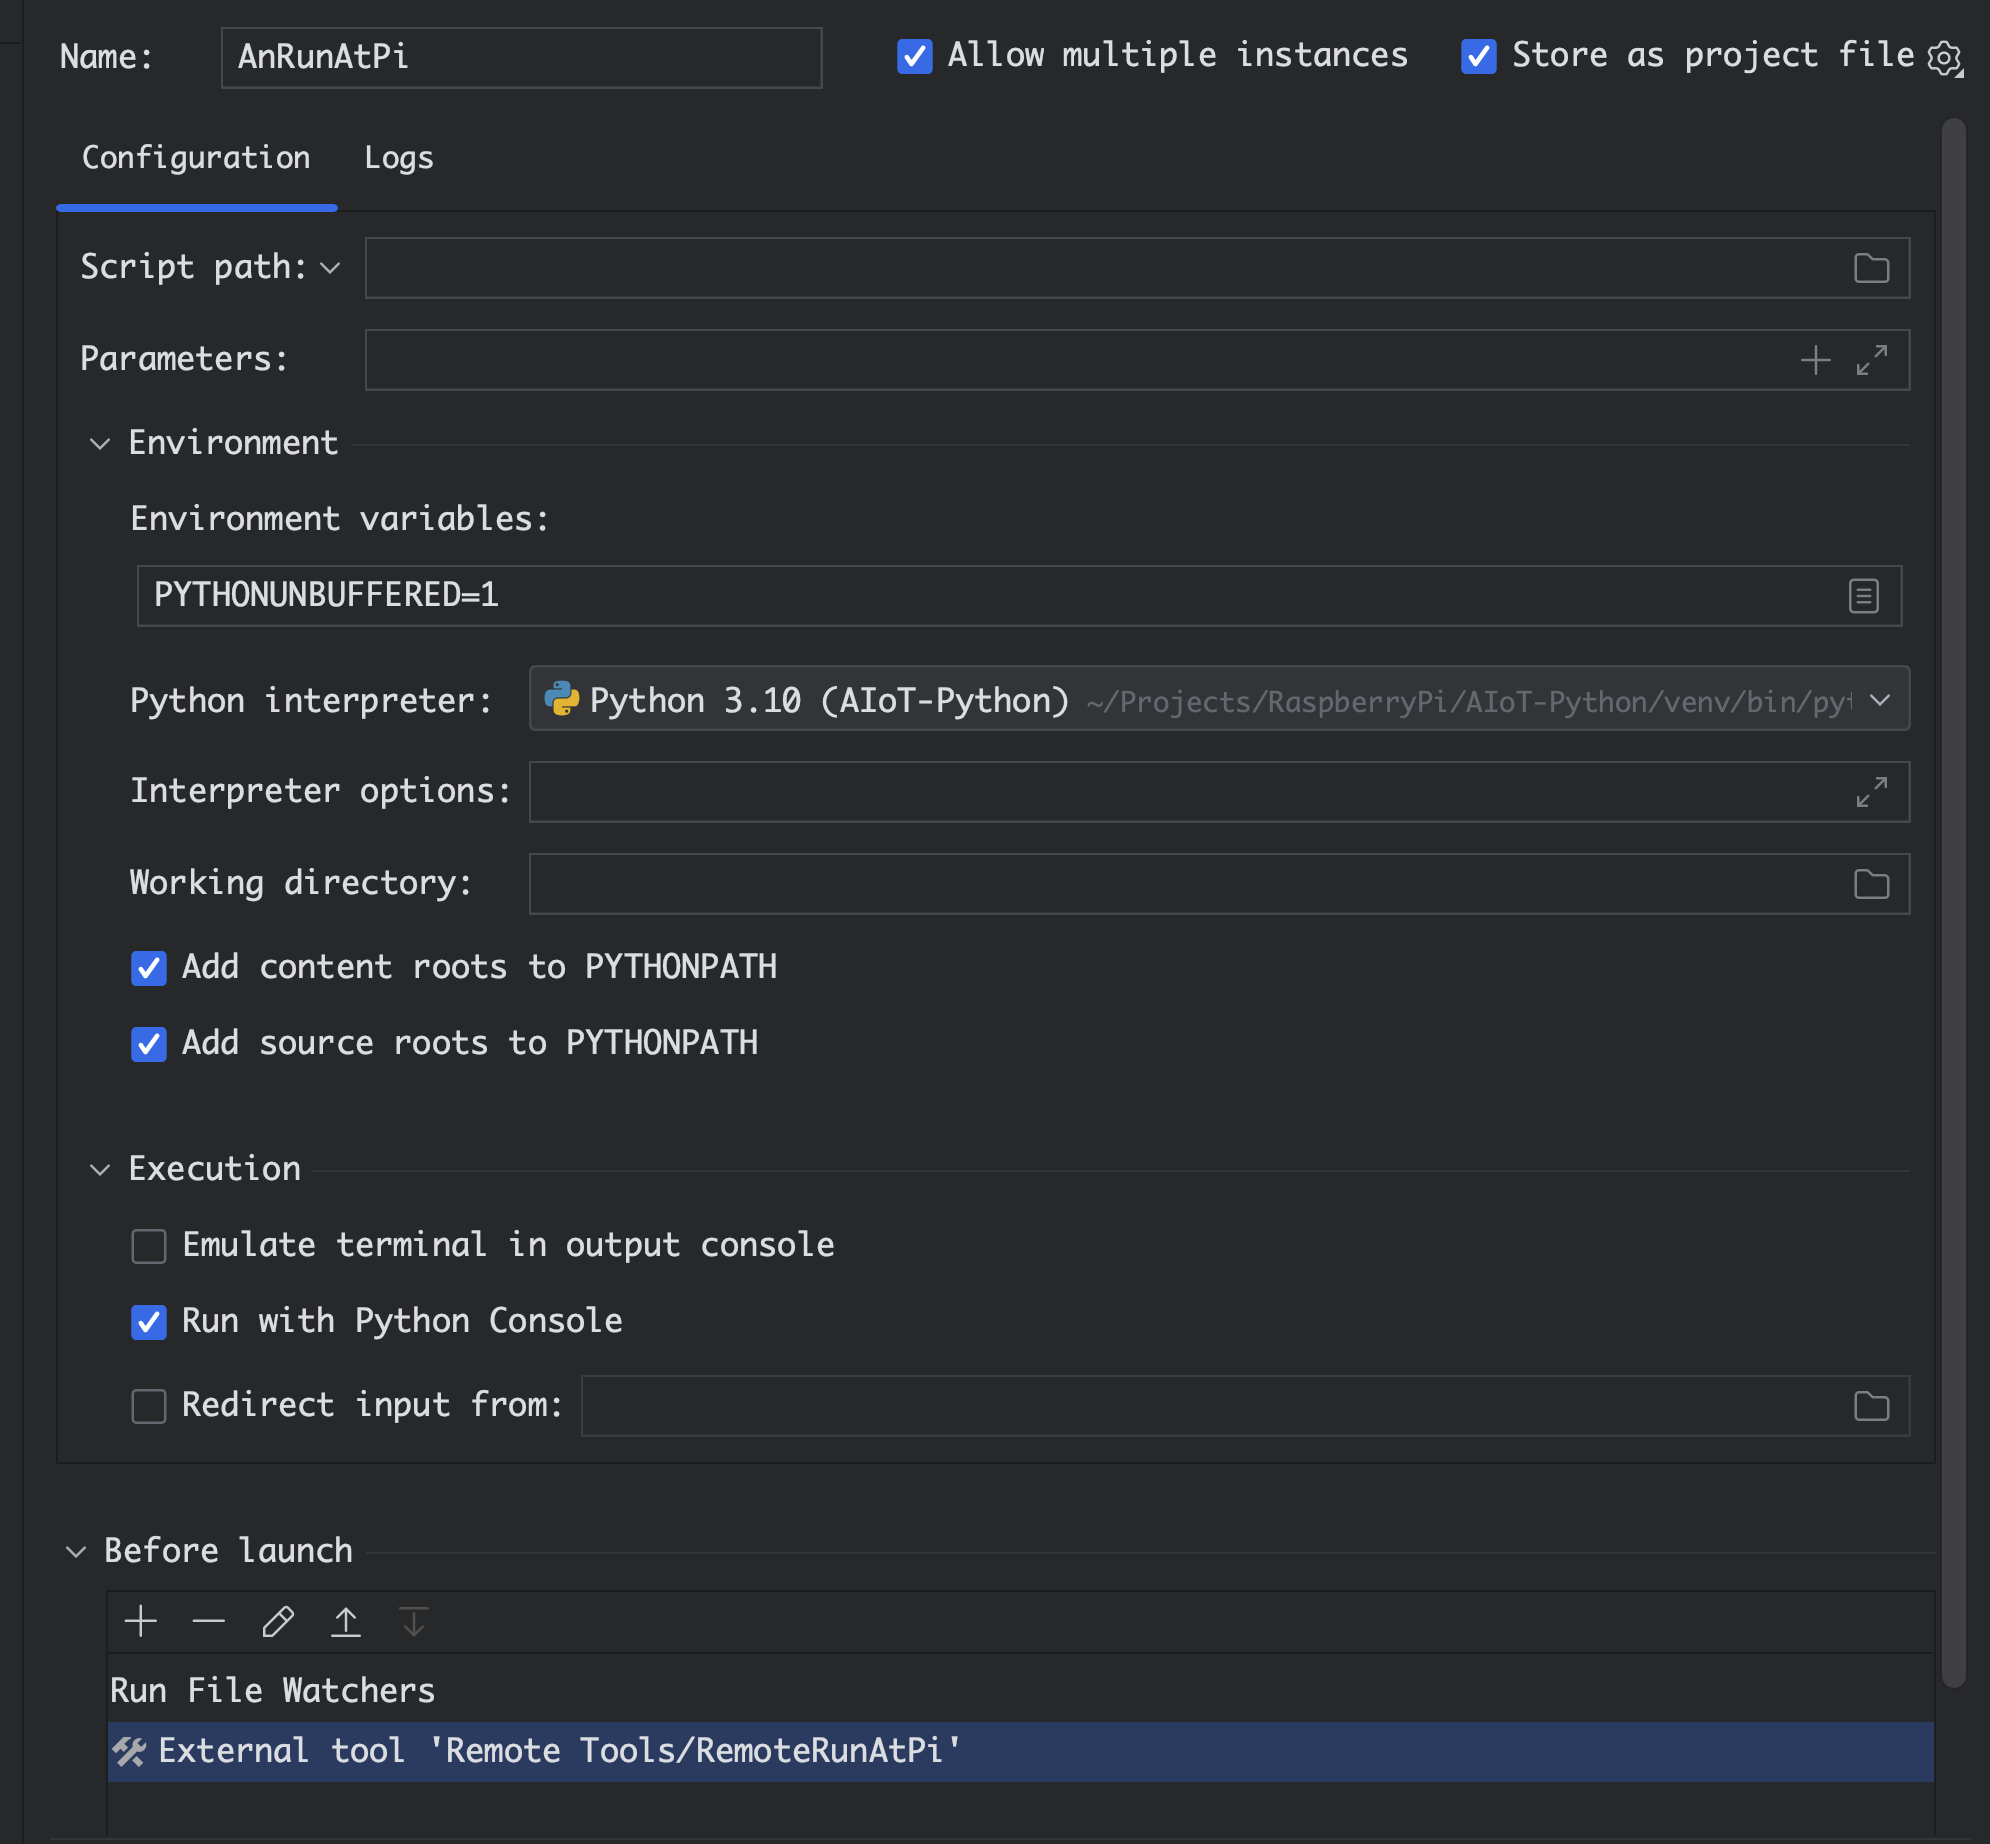 Name: AnRunAtPi Allow multiple instances Store as project file
Configuration Logs
Script path:
Parameters:
Environment
Environment variables:
PYTHONUNBUFFERED=1
Python interpreter: Python 3.10 (AIoT-Python) ~/Projects/RaspberryPi/AIoT-Python/venv/bin/pyt
Interpreter options:
Working directory:
Add content roots to PYTHONPATH
Add source roots to PYTHONPATH
Execution
Emulate terminal in output console
Run with Python Console
Redirect input from:
Before launch
Run File Watchers
External tool 'Remote Tools/RemoteRunAtPi'